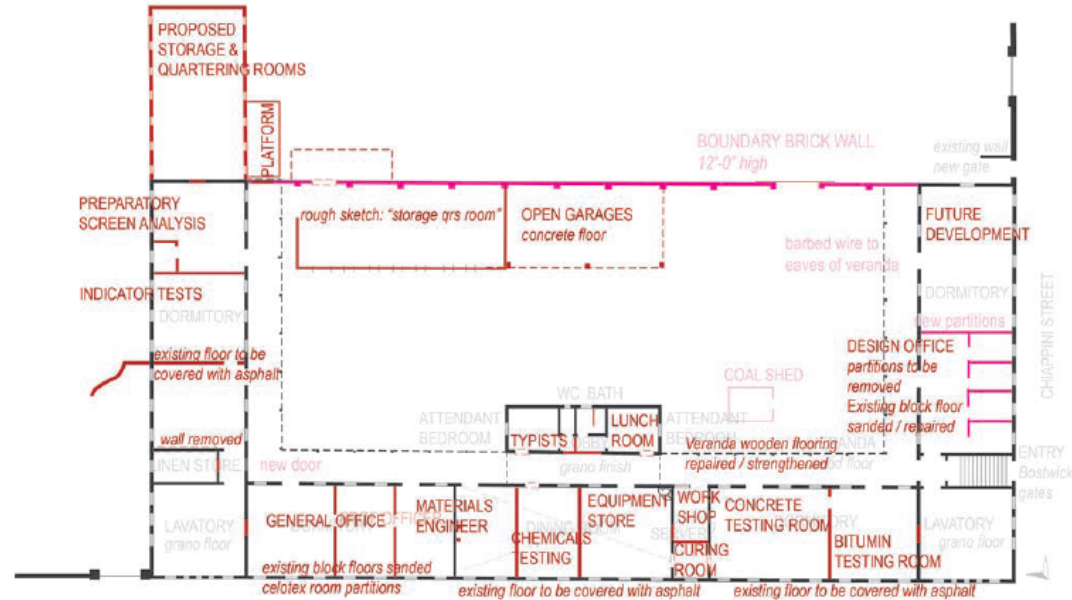 PROPOSED
STORAGE &
QUARTERING ROOMS
PLATFORM
BOUNDARY BRICK WALL
12'-0" high
existing wall
new gate
PREPARATORY
SCREEN ANALYSIS
rough sketch: "storage qrs room"
OPEN GARAGES
concrete floor
FUTURE
DEVELOPMENT
barbed wire to
eaves of veranda
INDICATOR TESTS
DORMITORY
DORMITORY
new partitions
CHIAPPINI STREET
existing floor to be
covered with asphalt
DESIGN OFFICE
partitions to be
removed
Existing block floor
sanded / repaired
COAL SHED
WC BATH
ATTENDANT
BEDROOM
TYPISTS
LUNCH
ROOM
ATTENDANT
BEDROOM
wall removed
LINEN STORE
new door
grano finish
Veranda wooden flooring
repaired / strengthened
ENTRY
Bostwick
gates
LAVATORY
grano floor
GENERAL OFFICE
MATERIALS
ENGINEER
CHEMICALS
TESTING
DINING ROOM
EQUIPMENT
STORE
WORK
SHOP
SERVERY
CURING
ROOM
CONCRETE
TESTING ROOM
BITUMIN
TESTING ROOM
LAVATORY
grano floor
existing block floors sanded
celotex room partitions
existing floor to be covered with asphalt
existing floor to be covered with asphalt